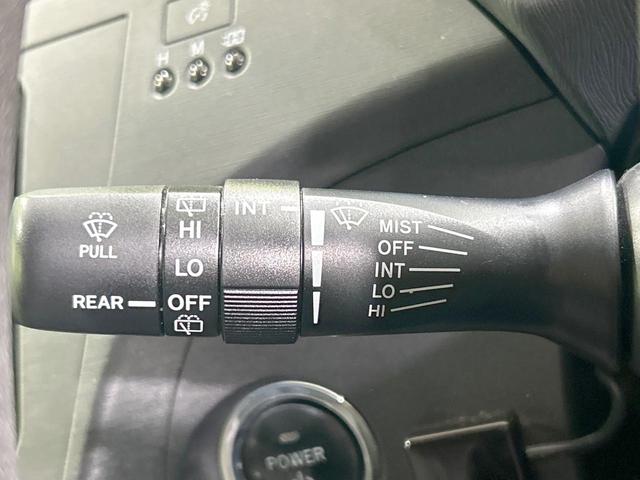 H M
PULL
REAR
HI
LO
OFF
INT
MIST
OFF
INT
LO
HI
POWER